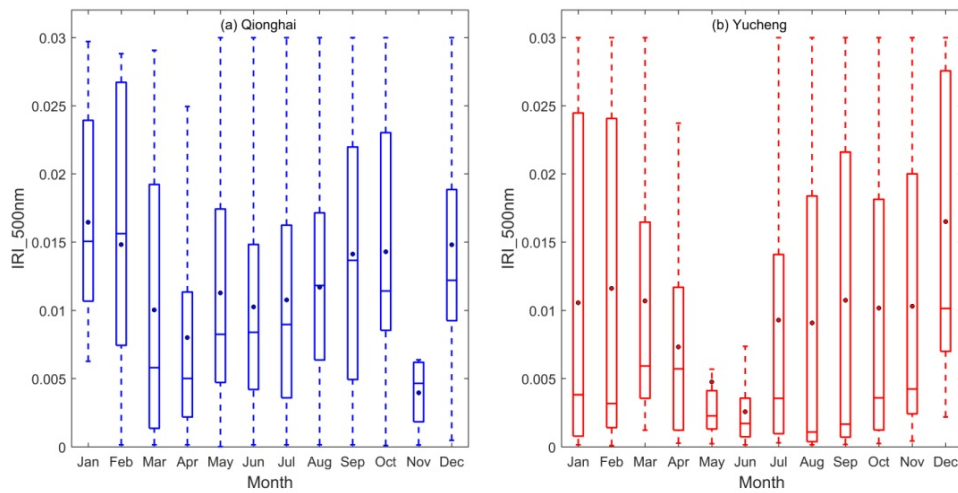 (a) Qionghai
IRI_500nm
0.03
0.025
0.02
0.015
0.01
0.005
0
Jan Feb Mar Apr May Jun Jul Aug Sep Oct Nov Dec
Month
(b) Yucheng
IRI_500nm
0.03
0.025
0.02
0.015
0.01
0.005
0
Jan Feb Mar Apr May Jun Jul Aug Sep Oct Nov Dec
Month